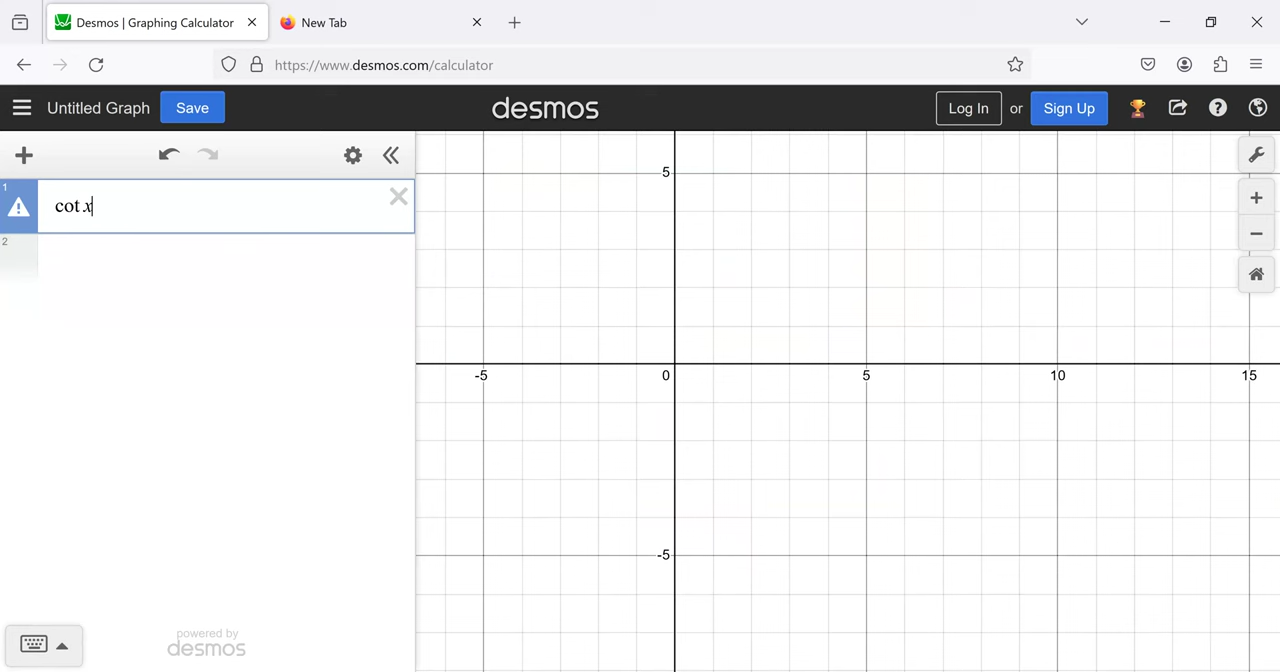 Desmos | Graphing Calculator
New Tab
https://www.desmos.com/calculator
Untitled Graph
Save
desmos
Log In
or
Sign Up
1
cot x
2
5
-5
0
5
10
15
-5
powered by
desmos